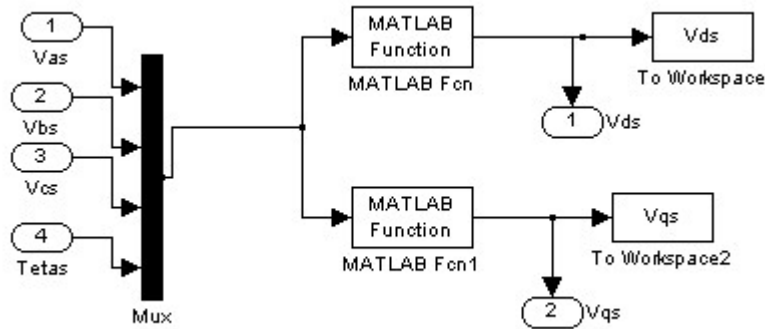 1
Vas
2
Vbs
3
Vcs
4
Tetas
Mux
MATLAB
Function
MATLAB Fcn
Vds
To Workspace
1
Vds
MATLAB
Function
MATLAB Fcn1
Vqs
To Workspace2
2
Vqs